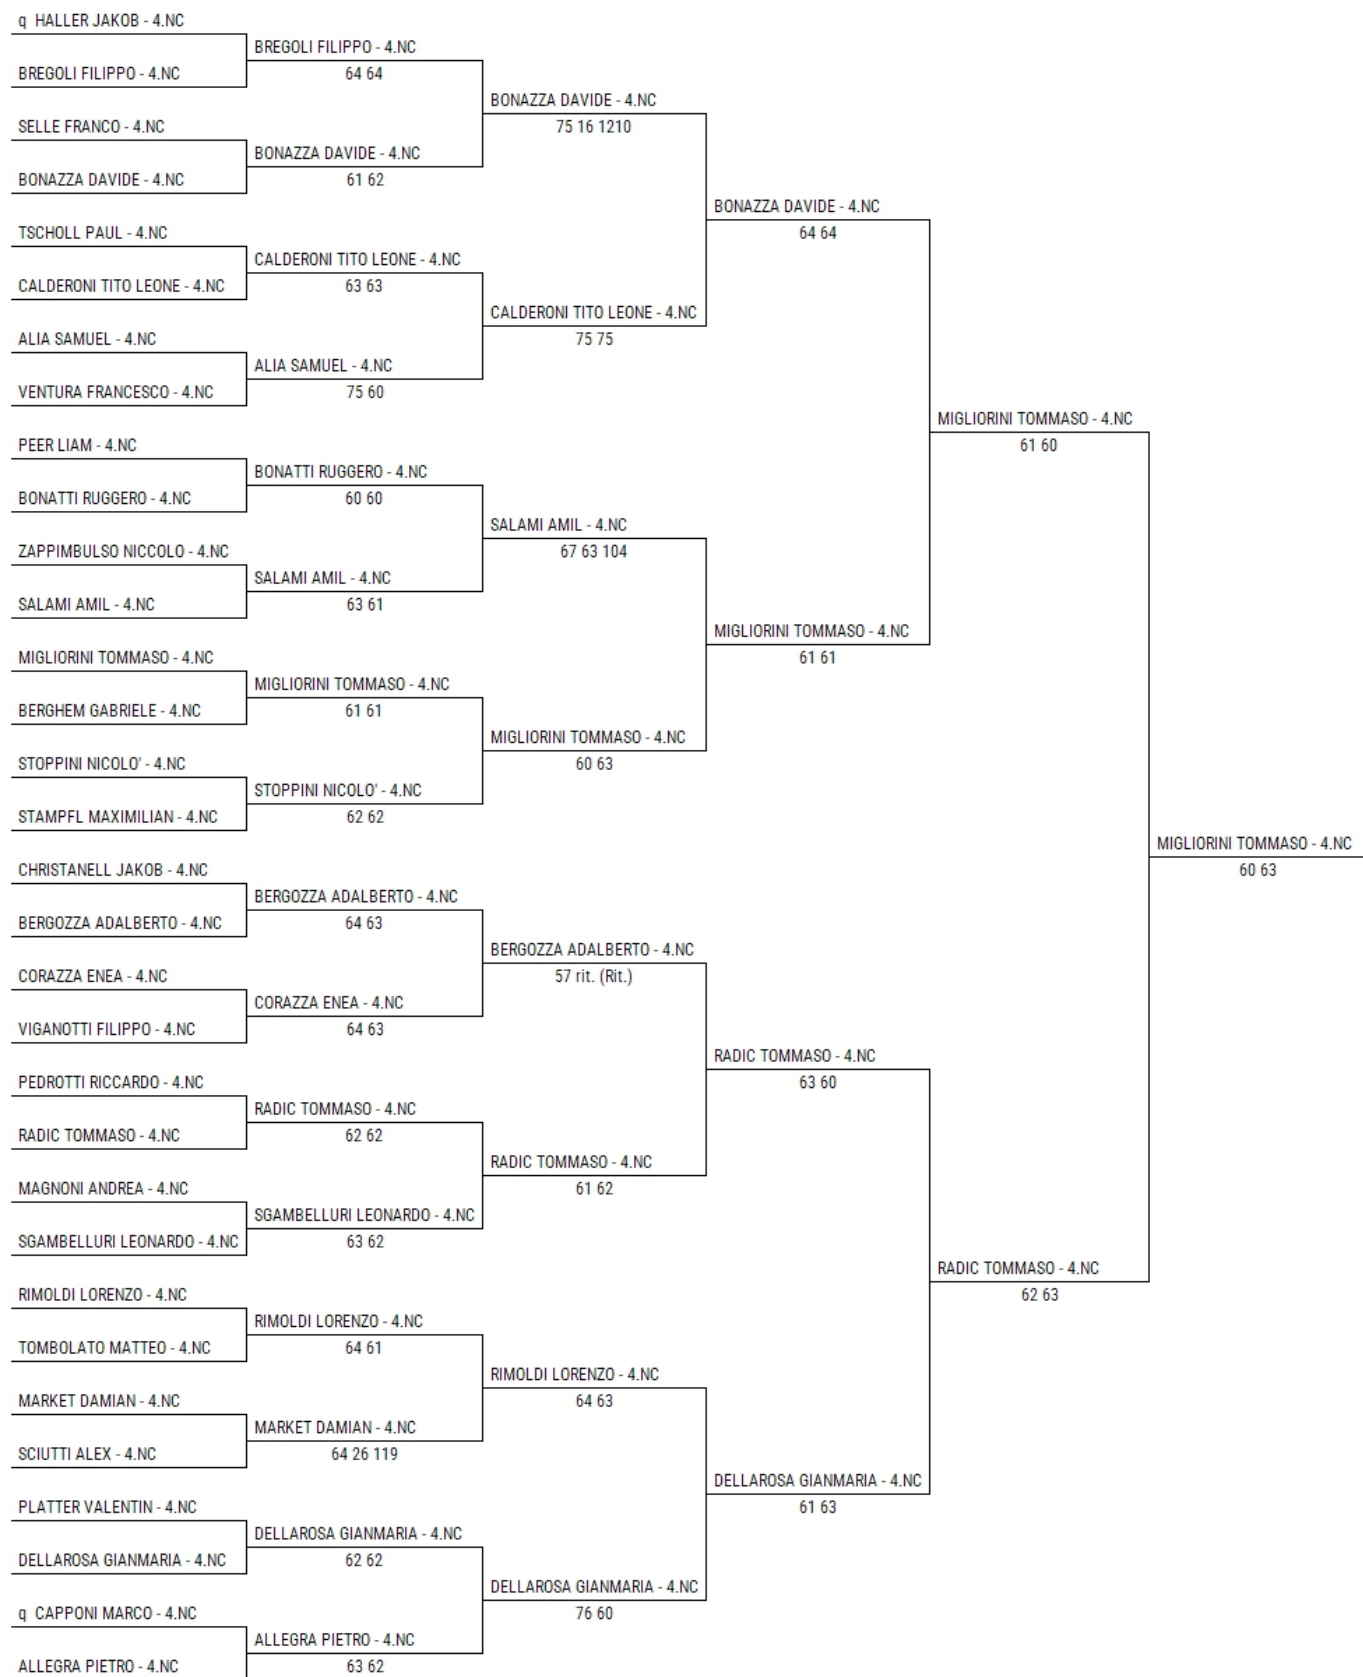 q HALLER JAKOB - 4.NC
BREGOLI FILIPPO - 4.NC
BREGOLI FILIPPO - 4.NC
64 64
BONAZZA DAVIDE - 4.NC
75 16 1210
SELLE FRANCO - 4.NC
BONAZZA DAVIDE - 4.NC
BONAZZA DAVIDE - 4.NC
61 62
BONAZZA DAVIDE - 4.NC
64 64
TSCHOLL PAUL - 4.NC
CALDERONI TITO LEONE - 4.NC
CALDERONI TITO LEONE - 4.NC
63 63
CALDERONI TITO LEONE - 4.NC
75 75
ALIA SAMUEL - 4.NC
ALIA SAMUEL - 4.NC
VENTURA FRANCESCO - 4.NC
75 60
MIGLIORINI TOMMASO - 4.NC
61 60
PEER LIAM - 4.NC
BONATTI RUGGERO - 4.NC
BONATTI RUGGERO - 4.NC
60 60
SALAMI AMIL - 4.NC
67 63 104
ZAPPIMBULSO NICCOLO - 4.NC
SALAMI AMIL - 4.NC
SALAMI AMIL - 4.NC
63 61
MIGLIORINI TOMMASO - 4.NC
61 61
MIGLIORINI TOMMASO - 4.NC
MIGLIORINI TOMMASO - 4.NC
BERGHEM GABRIELE - 4.NC
61 61
MIGLIORINI TOMMASO - 4.NC
60 63
STOPPINI NICOLO' - 4.NC
STOPPINI NICOLO' - 4.NC
STAMPFL MAXIMILIAN - 4.NC
62 62
MIGLIORINI TOMMASO - 4.NC
60 63
CHRISTANELL JAKOB - 4.NC
BERGOZZA ADALBERTO - 4.NC
BERGOZZA ADALBERTO - 4.NC
64 63
BERGOZZA ADALBERTO - 4.NC
57 rit. (Rit.)
CORAZZA ENEA - 4.NC
CORAZZA ENEA - 4.NC
VIGANOTTI FILIPPO - 4.NC
64 63
RADIC TOMMASO - 4.NC
63 60
PEDROTTI RICCARDO - 4.NC
RADIC TOMMASO - 4.NC
RADIC TOMMASO - 4.NC
62 62
RADIC TOMMASO - 4.NC
61 62
MAGNONI ANDREA - 4.NC
SGAMBELLURI LEONARDO - 4.NC
SGAMBELLURI LEONARDO - 4.NC
63 62
RADIC TOMMASO - 4.NC
62 63
RIMOLDI LORENZO - 4.NC
RIMOLDI LORENZO - 4.NC
TOMBOLATO MATTEO - 4.NC
64 61
RIMOLDI LORENZO - 4.NC
64 63
MARKET DAMIAN - 4.NC
MARKET DAMIAN - 4.NC
SCIUTTI ALEX - 4.NC
64 26 119
DELLAROSA GIANMARIA - 4.NC
61 63
PLATTER VALENTIN - 4.NC
DELLAROSA GIANMARIA - 4.NC
DELLAROSA GIANMARIA - 4.NC
62 62
DELLAROSA GIANMARIA - 4.NC
76 60
q CAPPONI MARCO - 4.NC
ALLEGRA PIETRO - 4.NC
ALLEGRA PIETRO - 4.NC
63 62